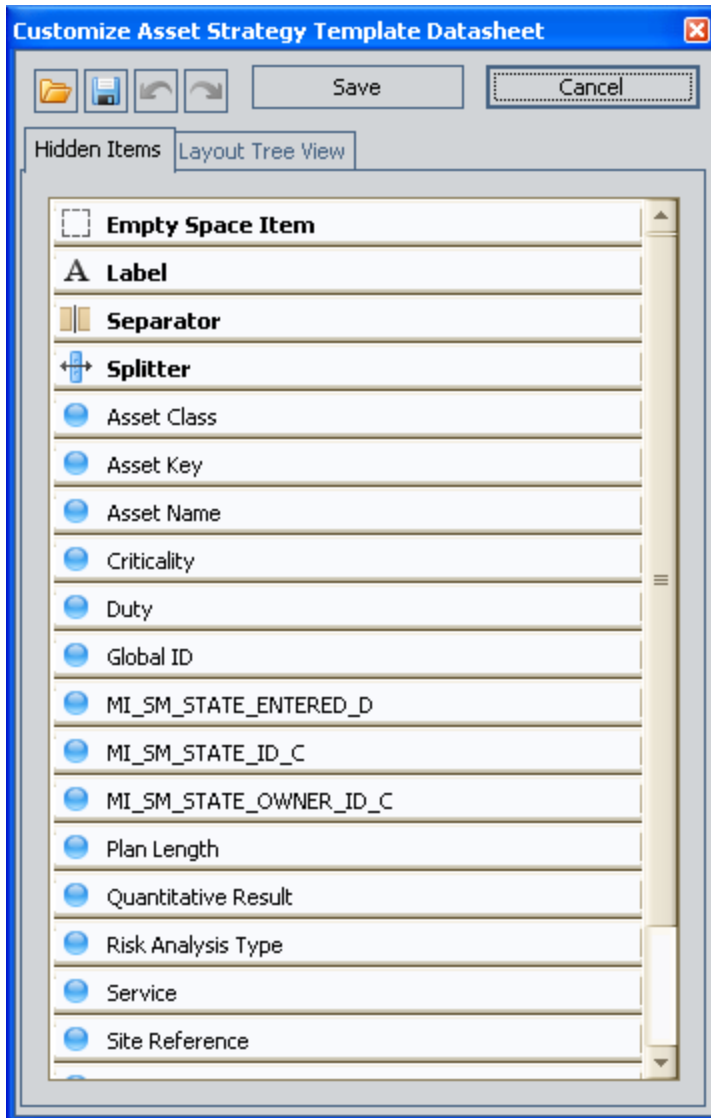 Customize Asset Strategy Template Datasheet
Save
Cancel
Hidden Items
Layout Tree View
Empty Space Item
A Label
Separator
Splitter
Asset Class
Asset Key
Asset Name
Criticality
Duty
Global ID
MI_SM_STATE_ENTERED_D
MI_SM_STATE_ID_C
MI_SM_STATE_OWNER_ID_C
Plan Length
Quantitative Result
Risk Analysis Type
Service
Site Reference